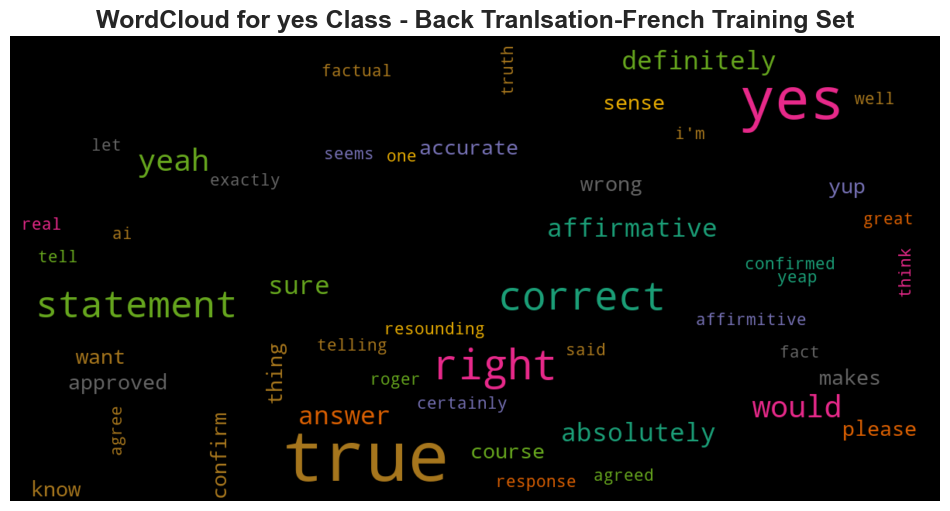 WordCloud for yes Class - Back Tranlsation-French Training Set
factual
truth
definitely
yes
sense
well
i'm
let
yeah
seems
one
accurate
exactly
wrong
yup
real
ai
affirmative
great
tell
confirmed
yeap
think
statement
sure
correct
resounding
affirmitive
want
telling
right
said
fact
approved
thing
roger
makes
certainly
would
agree
confirm
answer
absolutely
please
true
course
know
response
agreed